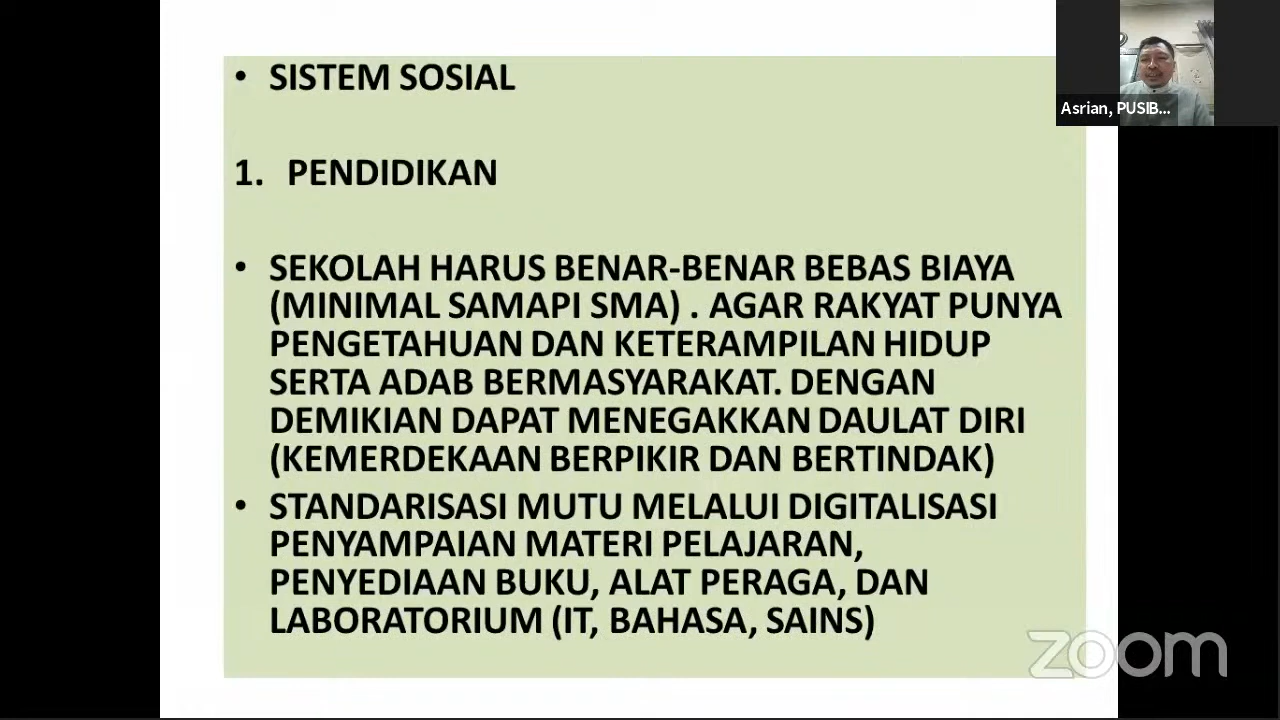 • SISTEM SOSIAL
1. PENDIDIKAN
• SEKOLAH HARUS BENAR-BENAR BEBAS BIAYA
(MINIMAL SAMAPI SMA) . AGAR RAKYAT PUNYA
PENGETAHUAN DAN KETERAMPILAN HIDUP
SERTA ADAB BERMASYARAKAT. DENGAN
DEMIKIAN DAPAT MENEGAKKAN DAULAT DIRI
(KEMERDEKAAN BERPIKIR DAN BERTINDAK)
• STANDARISASI MUTU MELALUI DIGITALISASI
PENYAMPAIAN MATERI PELAJARAN,
PENYEDIAAN BUKU, ALAT PERAGA, DAN
LABORATORIUM (IT, BAHASA, SAINS)
Asrian, PUSIB...
zoom